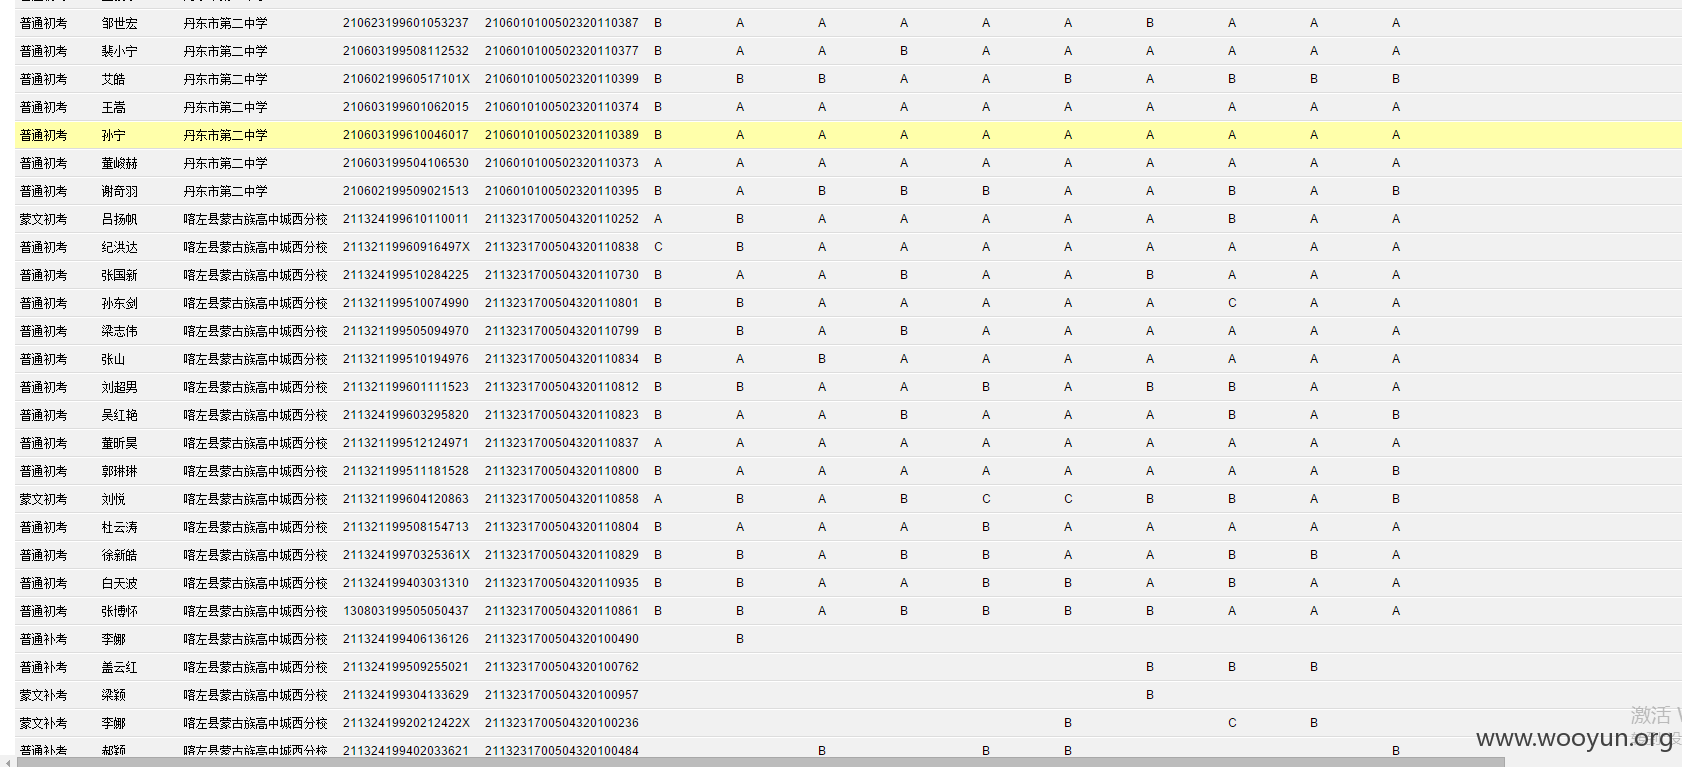 普通初考 邹世宏 丹东市第二中学 210623199601053237 2106010100502320110387 B A A A A A B A A A
普通初考 裴小宁 丹东市第二中学 210603199508112532 2106010100502320110377 B A A B A A A A A A
普通初考 艾皓 丹东市第二中学 21060219960517101X 2106010100502320110399 B B B A A B A B B B
普通初考 王嵩 丹东市第二中学 210603199601062015 2106010100502320110374 B A A A A A A A A A
普通初考 孙宁 丹东市第二中学 210603199610046017 2106010100502320110389 B A A A A A A A A A
普通初考 董峻赫 丹东市第二中学 210603199504106530 2106010100502320110373 A A A A A A A A A A
普通初考 谢奇羽 丹东市第二中学 210602199509021513 2106010100502320110395 B A B B B A A B A B
蒙文初考 吕扬帆 喀左县蒙古族高中城西分校 211324199610110011 2113231700504320110252 A B A A A A A B A A
普通初考 纪洪达 喀左县蒙古族高中城西分校 21132119960916497X 2113231700504320110838 C B A A A A A A A A
普通初考 张国新 喀左县蒙古族高中城西分校 211324199510284225 2113231700504320110730 B A A B A A B A A A
普通初考 孙东剑 喀左县蒙古族高中城西分校 211321199510074990 2113231700504320110801 B B A A A A A C A A
普通初考 梁志伟 喀左县蒙古族高中城西分校 211321199505094970 2113231700504320110799 B B A B A A A A A A
普通初考 张山 喀左县蒙古族高中城西分校 211321199510194976 2113231700504320110834 B A B A A A A A A A
普通初考 刘超男 喀左县蒙古族高中城西分校 211321199601111523 2113231700504320110812 B B A A B A B B A A
普通初考 吴红艳 喀左县蒙古族高中城西分校 211324199603295820 2113231700504320110823 B A A B A A A B A B
普通初考 董昕昊 喀左县蒙古族高中城西分校 211321199512124971 2113231700504320110837 A A A A A A A A A A
普通初考 郭琳琳 喀左县蒙古族高中城西分校 211321199511181528 2113231700504320110800 B A A A A A A A A B
蒙文初考 刘悦 喀左县蒙古族高中城西分校 211321199604120863 2113231700504320110858 A B A B C C B B A B
普通初考 杜云涛 喀左县蒙古族高中城西分校 211321199508154713 2113231700504320110804 B A A A B A A A A A
普通初考 徐新皓 喀左县蒙古族高中城西分校 21132419970325361X 2113231700504320110829 B B A B B A A B B A
普通初考 白天波 喀左县蒙古族高中城西分校 211324199403031310 2113231700504320110935 B B A A B B A B A A
普通初考 张博怀 喀左县蒙古族高中城西分校 130803199505050437 2113231700504320110861 B B A B B B B A A A
普通补考 李娜 喀左县蒙古族高中城西分校 211324199406136126 2113231700504320100490 B
普通补考 盖云红 喀左县蒙古族高中城西分校 211324199509255021 2113231700504320100762 B B B
蒙文补考 梁颖 喀左县蒙古族高中城西分校 211324199304133629 2113231700504320100957 B
蒙文补考 李娜 喀左县蒙古族高中城西分校 21132419920212422X 2113231700504320100236 B C B
普通补考 郝颖 喀左县蒙古族高中城西分校 211324199402033621 2113231700504320100484 B B B B
激活
www.wooyun.org